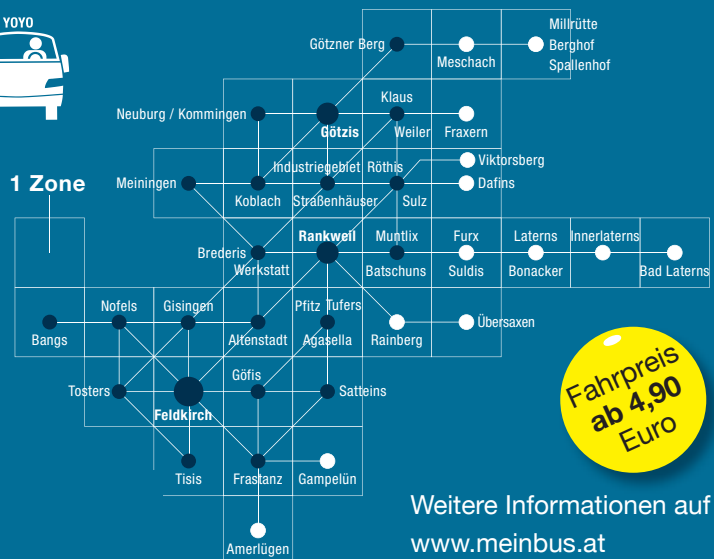 YOYO
Millrütte
Götzner Berg
Berghof
Meschach
Spallenhof
Klaus
Neuburg / Kommingen
Götzis
Weiler
Fraxern
Industriegebiet
Röthis
Viktorsberg
1 Zone
Meiningen
Dafins
Koblach
Straßenhäuser
Sulz
Rankweil
Muntlix
Furx
Laterns
Innerlaterns
Brederis
Werkstatt
Batschuns
Suldis
Bonacker
Bad Laterns
Nofels
Gisingen
Pfitz
Tufers
Übersaxen
Bangs
Altenstadt
Agasella
Rainberg
Göfis
Tosters
Satteins
Feldkirch
Fahrpreis
ab 4,90
Euro
Tisis
Frastanz
Gampelün
Amerlügen
Weitere Informationen auf
www.meinbus.at